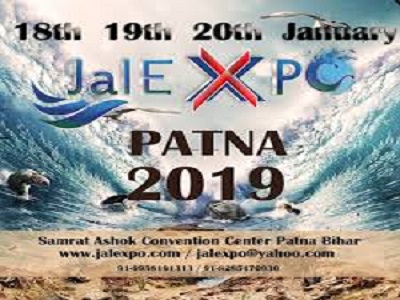 18th 19th 20th January
JalEXPO
PATNA
2019
Samrat Ashok Convention Center Patna Bihar
www.jalexpo.com / jalexpo@yahoo.com